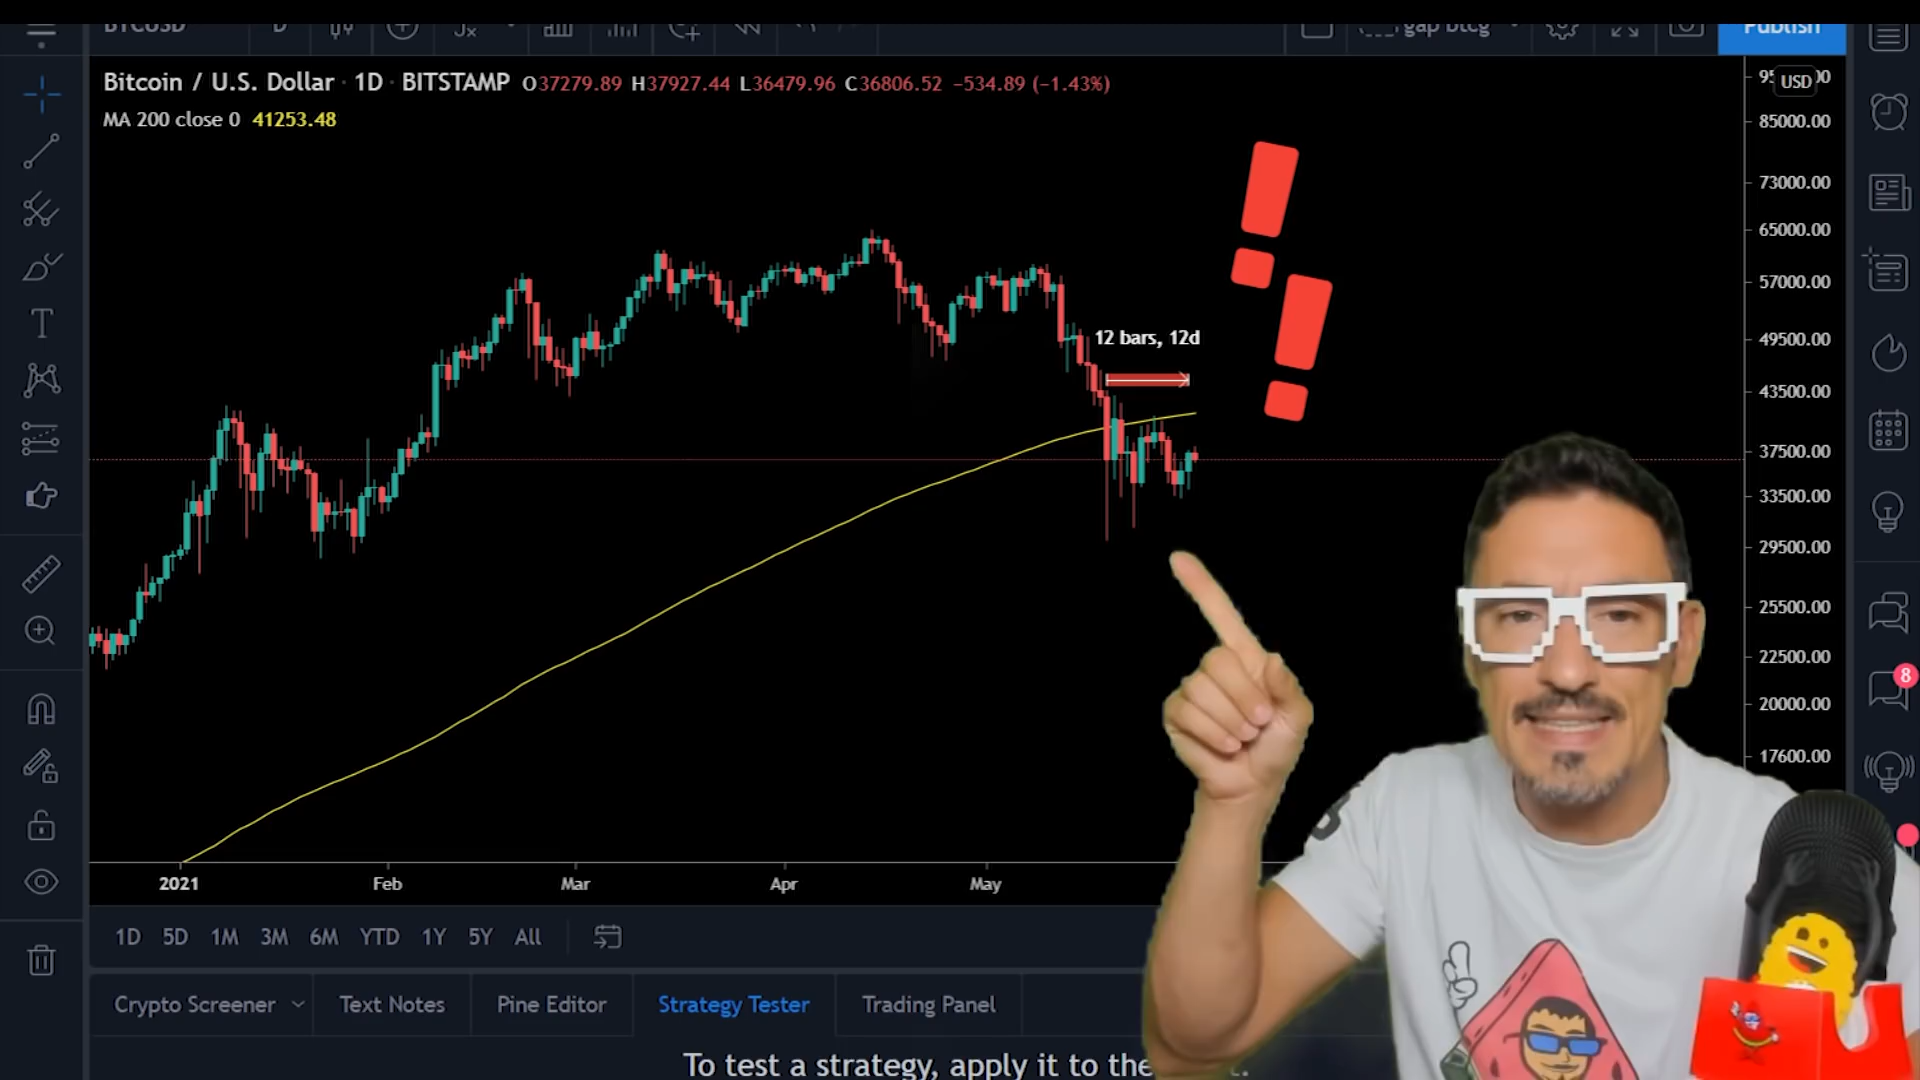 BTCUSD
D
gap btcg
Publish
Bitcoin / U.S. Dollar · 1D · BITSTAMP O37279.89 H37927.44 L36479.96 C36806.52 −534.89 (−1.43%)
MA 200 close 0 41253.48
USD
85000.00
73000.00
65000.00
57000.00
12 bars, 12d
49500.00
43500.00
37500.00
33500.00
29500.00
25500.00
22500.00
8
20000.00
17600.00
2021
Feb
Mar
Apr
May
1D 5D 1M 3M 6M YTD 1Y 5Y All
Crypto Screener
Text Notes
Pine Editor
Strategy Tester
Trading Panel
To test a strategy, apply it to the